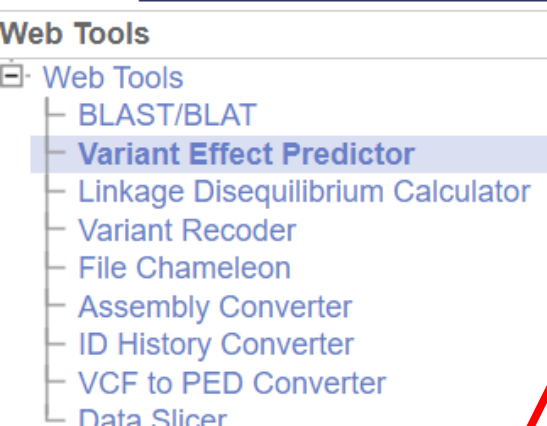 Web Tools
Web Tools
BLAST/BLAT
Variant Effect Predictor
Linkage Disequilibrium Calculator
Variant Recoder
File Chameleon
Assembly Converter
ID History Converter
VCF to PED Converter
Data Slicer